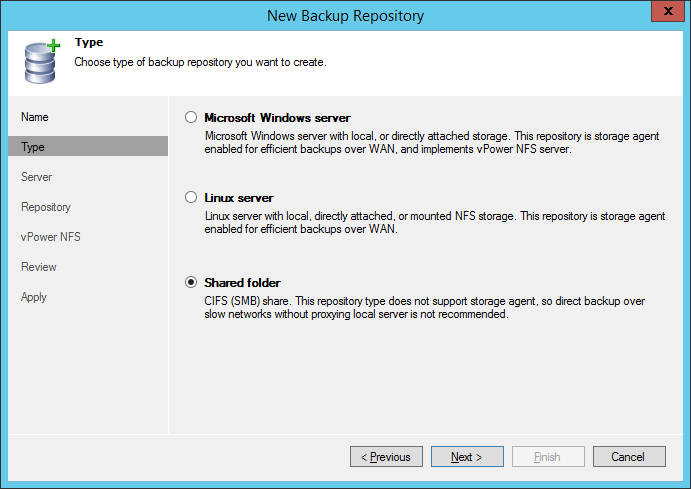 New Backup Repository
x
Type
Choose type of backup repository you want to create.
Name
Type
Server
Repository
vPower NFS
Review
Apply
Microsoft Windows server
Microsoft Windows server with local, or directly attached storage. This repository is storage agent
enabled for efficient backups over WAN, and implements vPower NFS server.
Linux server
Linux server with local, directly attached, or mounted NFS storage. This repository is storage agent
enabled for efficient backups over WAN.
Shared folder
CIFS (SMB) share. This repository type does not support storage agent, so direct backup over
slow networks without proxying local server is not recommended.
< Previous
Next >
Finish
Cancel